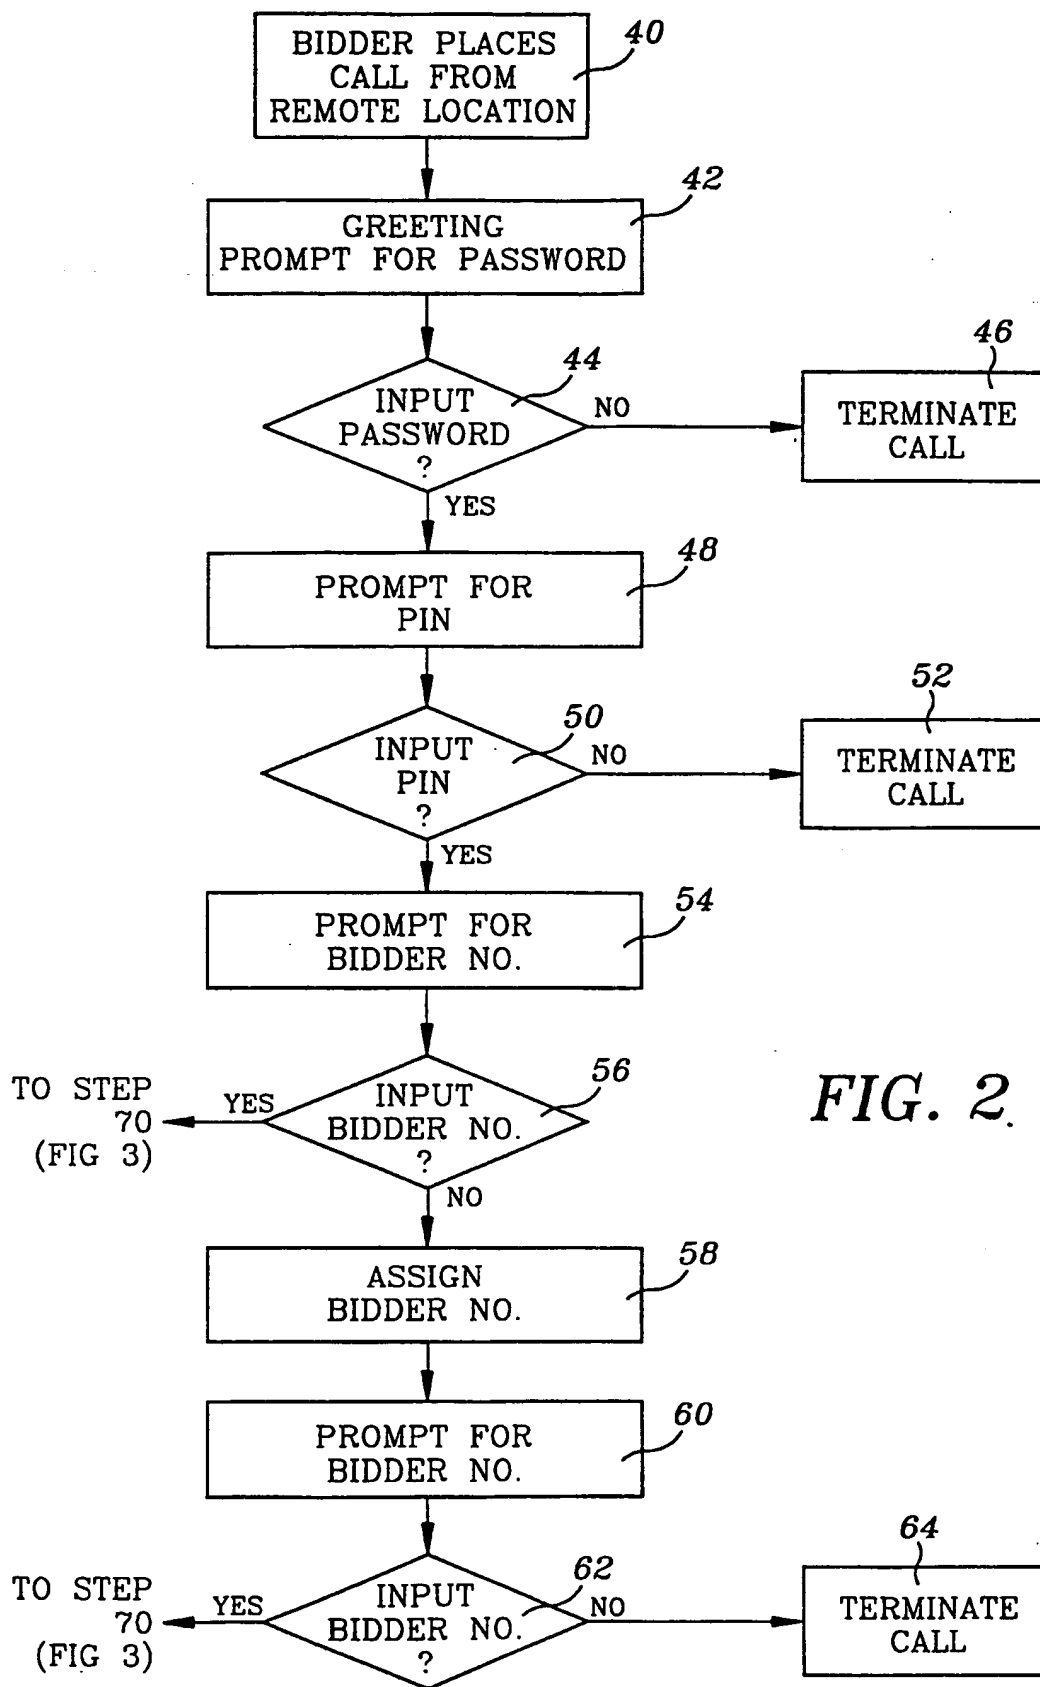 BIDDER PLACES
CALL FROM
REMOTE LOCATION
40
42
GREETING
PROMPT FOR PASSWORD
44
46
INPUT
PASSWORD
?
NO
TERMINATE
CALL
YES
48
PROMPT FOR
PIN
50
52
INPUT
PIN
?
NO
TERMINATE
CALL
YES
54
PROMPT FOR
BIDDER NO.
56
TO STEP
70
(FIG 3)
YES
INPUT
BIDDER NO.
?
FIG. 2.
NO
58
ASSIGN
BIDDER NO.
60
PROMPT FOR
BIDDER NO.
62
64
TO STEP
70
(FIG 3)
YES
INPUT
BIDDER NO.
?
NO
TERMINATE
CALL